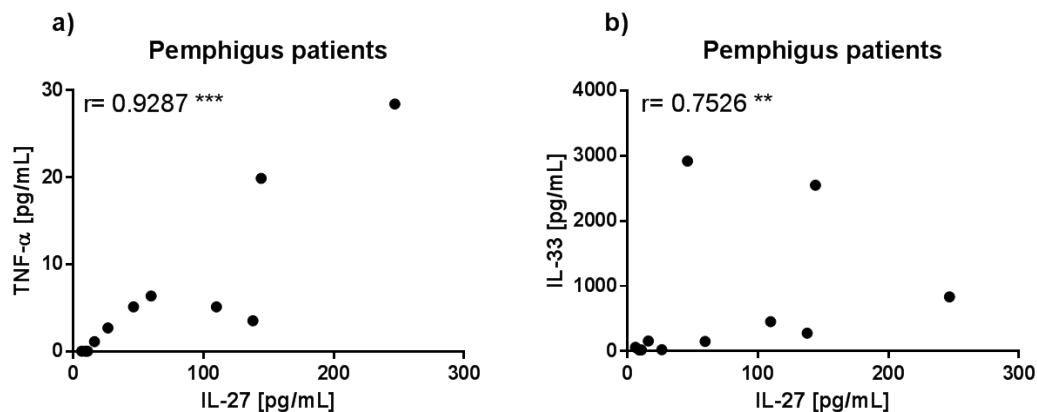 a)
Pemphigus patients
r= 0.9287 ***
TNF-α [pg/mL]
30
20
10
0
0 100 200 300
IL-27 [pg/mL]
b)
Pemphigus patients
r= 0.7526 **
IL-33 [pg/mL]
4000
3000
2000
1000
0
0 100 200 300
IL-27 [pg/mL]